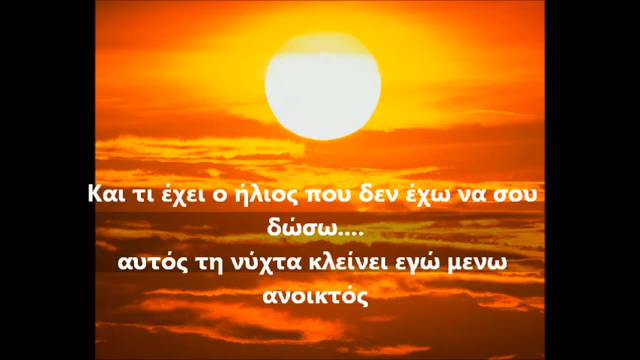 Και τι έχει ο ήλιος που δεν έχω να σου
δώσω....
αυτός τη νύχτα κλείνει εγώ μενω
ανοικτός